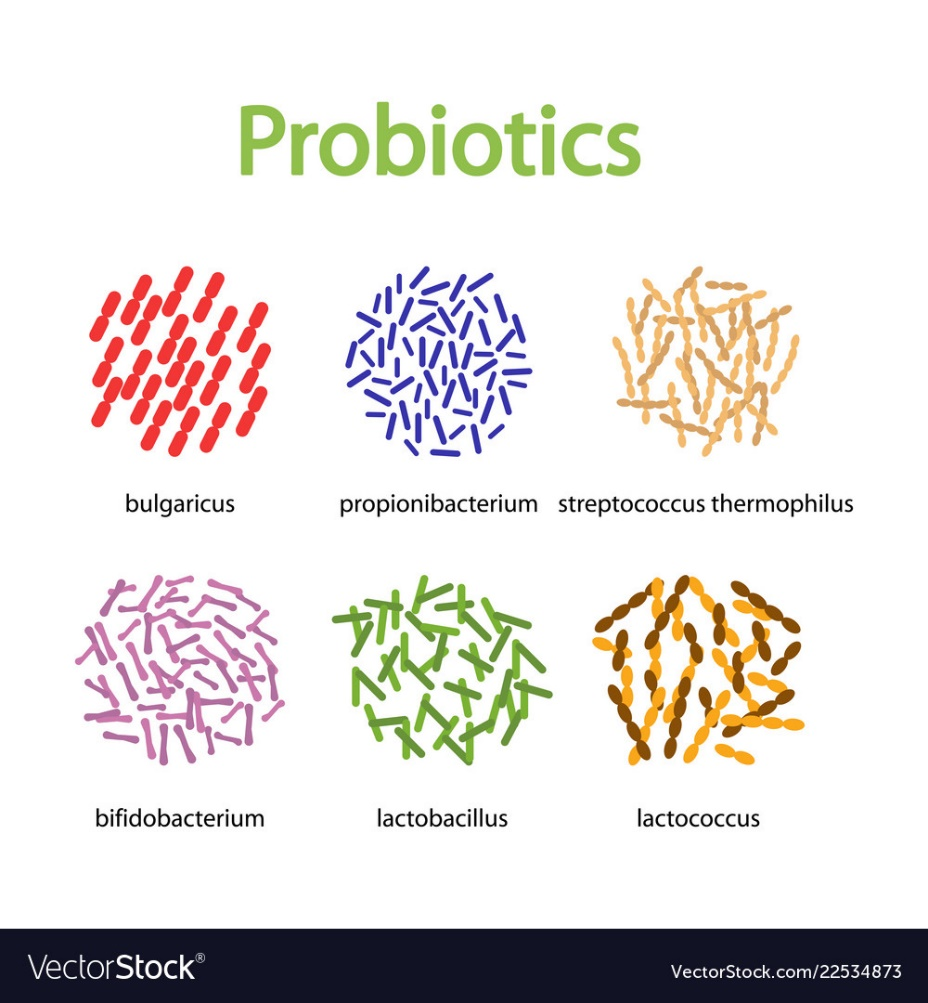 Probiotics
bulgaricus propionibacterium streptococcus thermophilus
bifidobacterium lactobacillus lactococcus
VectorStock® VectorStock.com/22534873